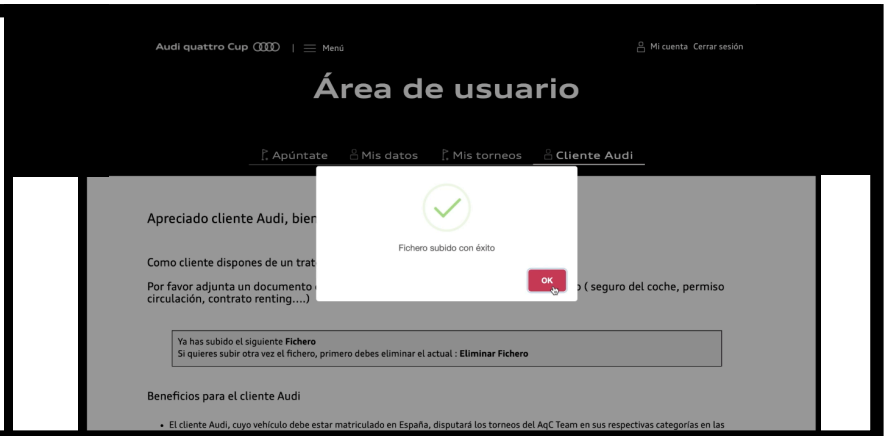 Audi quattro Cup | Menú
Mi cuenta Cerrar sesión
Área de usuario
Apúntate Mis datos Mis torneos Cliente Audi
Apreciado cliente Audi, bien
Fichero subido con éxito
Como cliente dispones de un trat
OK
Por favor adjunta un documento ( seguro del coche, permiso
circulación, contrato renting....)
Ya has subido el siguiente Fichero
Si quieres subir otra vez el fichero, primero debes eliminar el actual : Eliminar Fichero
Beneficios para el cliente Audi
• El cliente Audi, cuyo vehículo debe estar matriculado en España, disputará los torneos del AqC Team en sus respectivas categorías en las